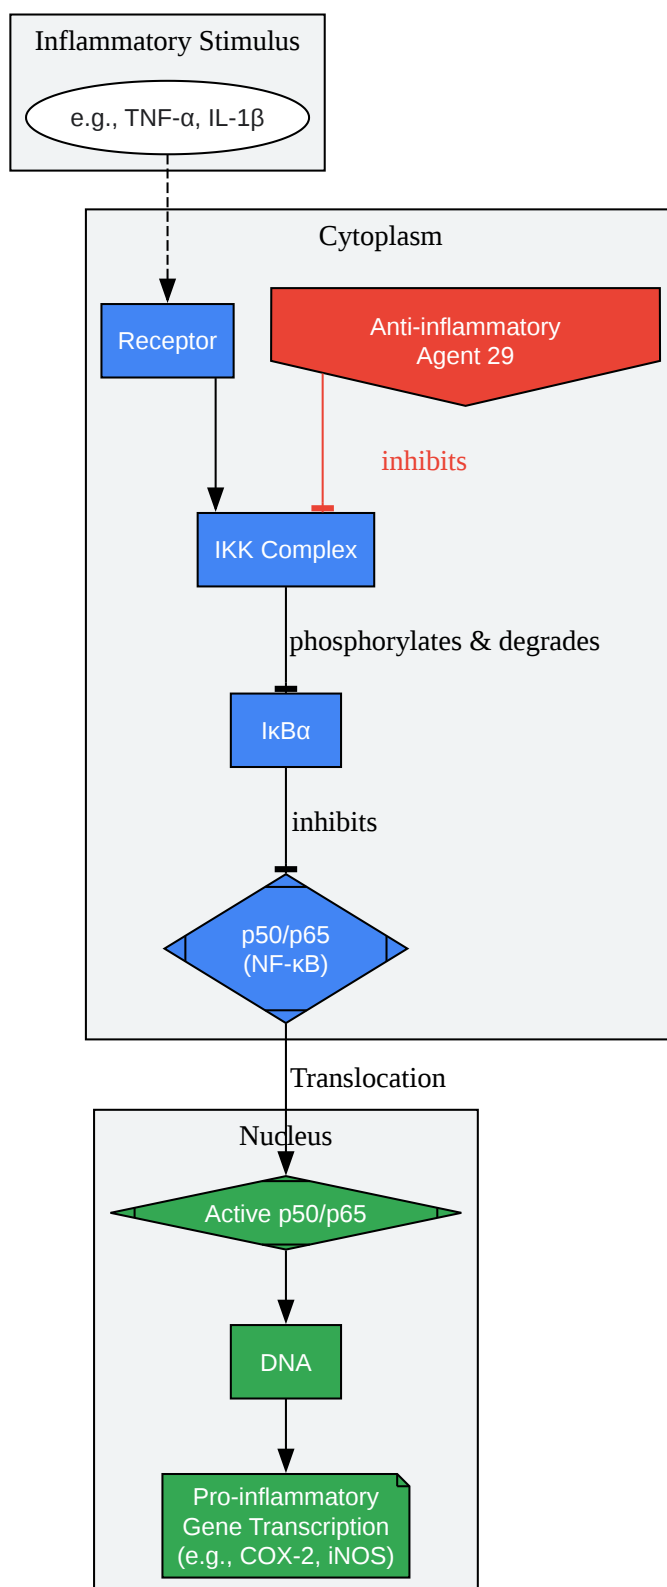 Inflammatory Stimulus
e.g., TNF-α, IL-1β
Cytoplasm
Receptor
Anti-inflammatory
Agent 29
inhibits
IKK Complex
phosphorylates & degrades
IκBα
inhibits
p50/p65
(NF-κB)
Translocation
Nucleus
Active p50/p65
DNA
Pro-inflammatory
Gene Transcription
(e.g., COX-2, iNOS)